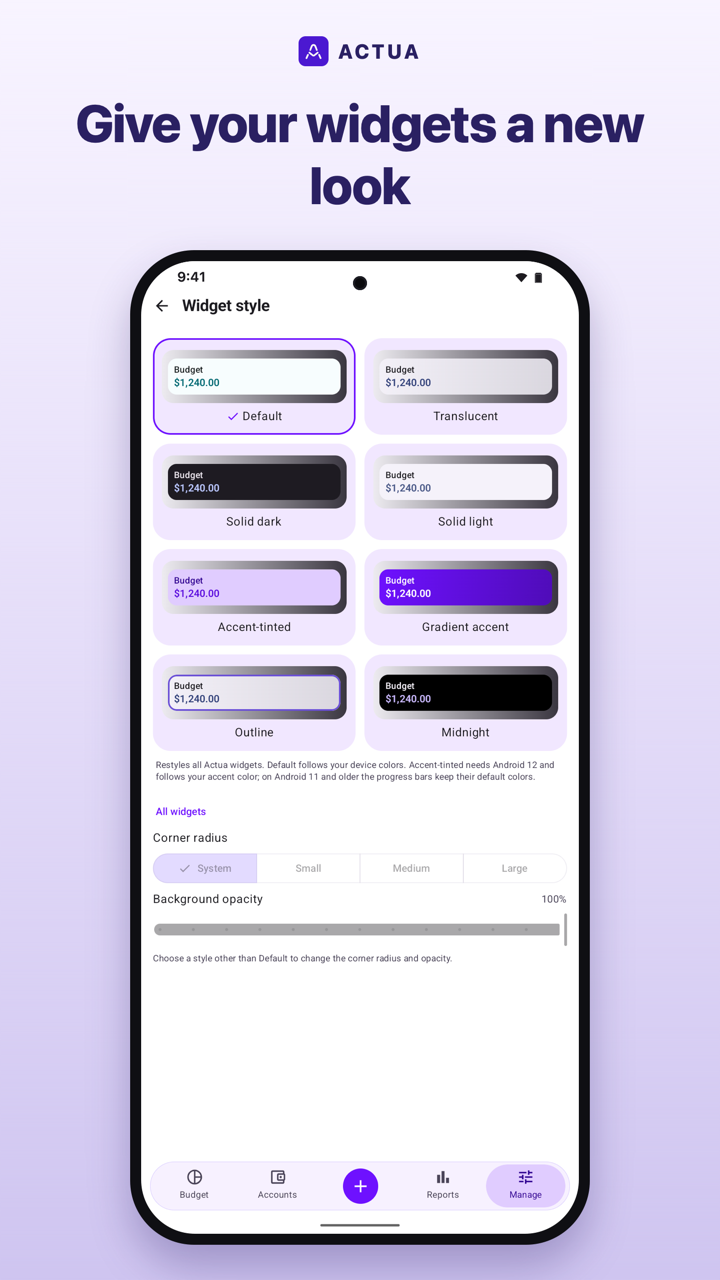 ACTUA
Give your widgets a new
look
9:41
Widget style
Budget
$1,240.00
Default
Budget
$1,240.00
Translucent
Budget
$1,240.00
Solid dark
Budget
$1,240.00
Solid light
Budget
$1,240.00
Accent-tinted
Budget
$1,240.00
Gradient accent
Budget
$1,240.00
Outline
Budget
$1,240.00
Midnight
Restyles all Actua widgets. Default follows your device colors. Accent-tinted needs Android 12 and
follows your accent color; on Android 11 and older the progress bars keep their default colors.
All widgets
Corner radius
System Small Medium Large
Background opacity 100%
Choose a style other than Default to change the corner radius and opacity.
Budget Accounts Reports Manage